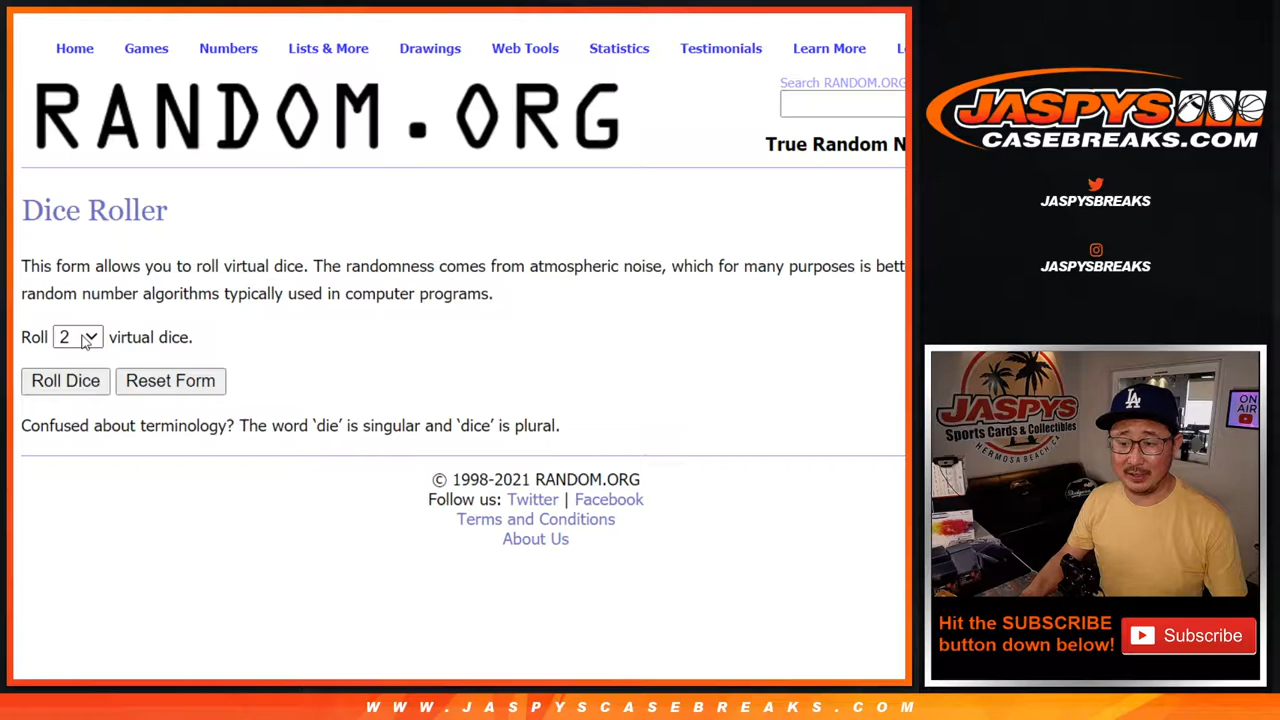 Home Games Numbers Lists & More Drawings Web Tools Statistics Testimonials Learn More
RANDOM.ORG
Search RANDOM.ORG
True Random N
Dice Roller
This form allows you to roll virtual dice. The randomness comes from atmospheric noise, which for many purposes is bett
random number algorithms typically used in computer programs.
Roll 2 virtual dice.
Roll Dice Reset Form
Confused about terminology? The word ‘die’ is singular and ‘dice’ is plural.
© 1998-2021 RANDOM.ORG
Follow us: Twitter | Facebook
Terms and Conditions
About Us
JASPYS
CASEBREAKS.COM
JASPYSBREAKS
JASPYSBREAKS
JASPYS
Sports Cards & Collectibles
HERMOSA BEACH, CA
ON
AIR
LA
Hit the SUBSCRIBE
button down below!
Subscribe
WWW.JASPYSCASEBREAKS.COM